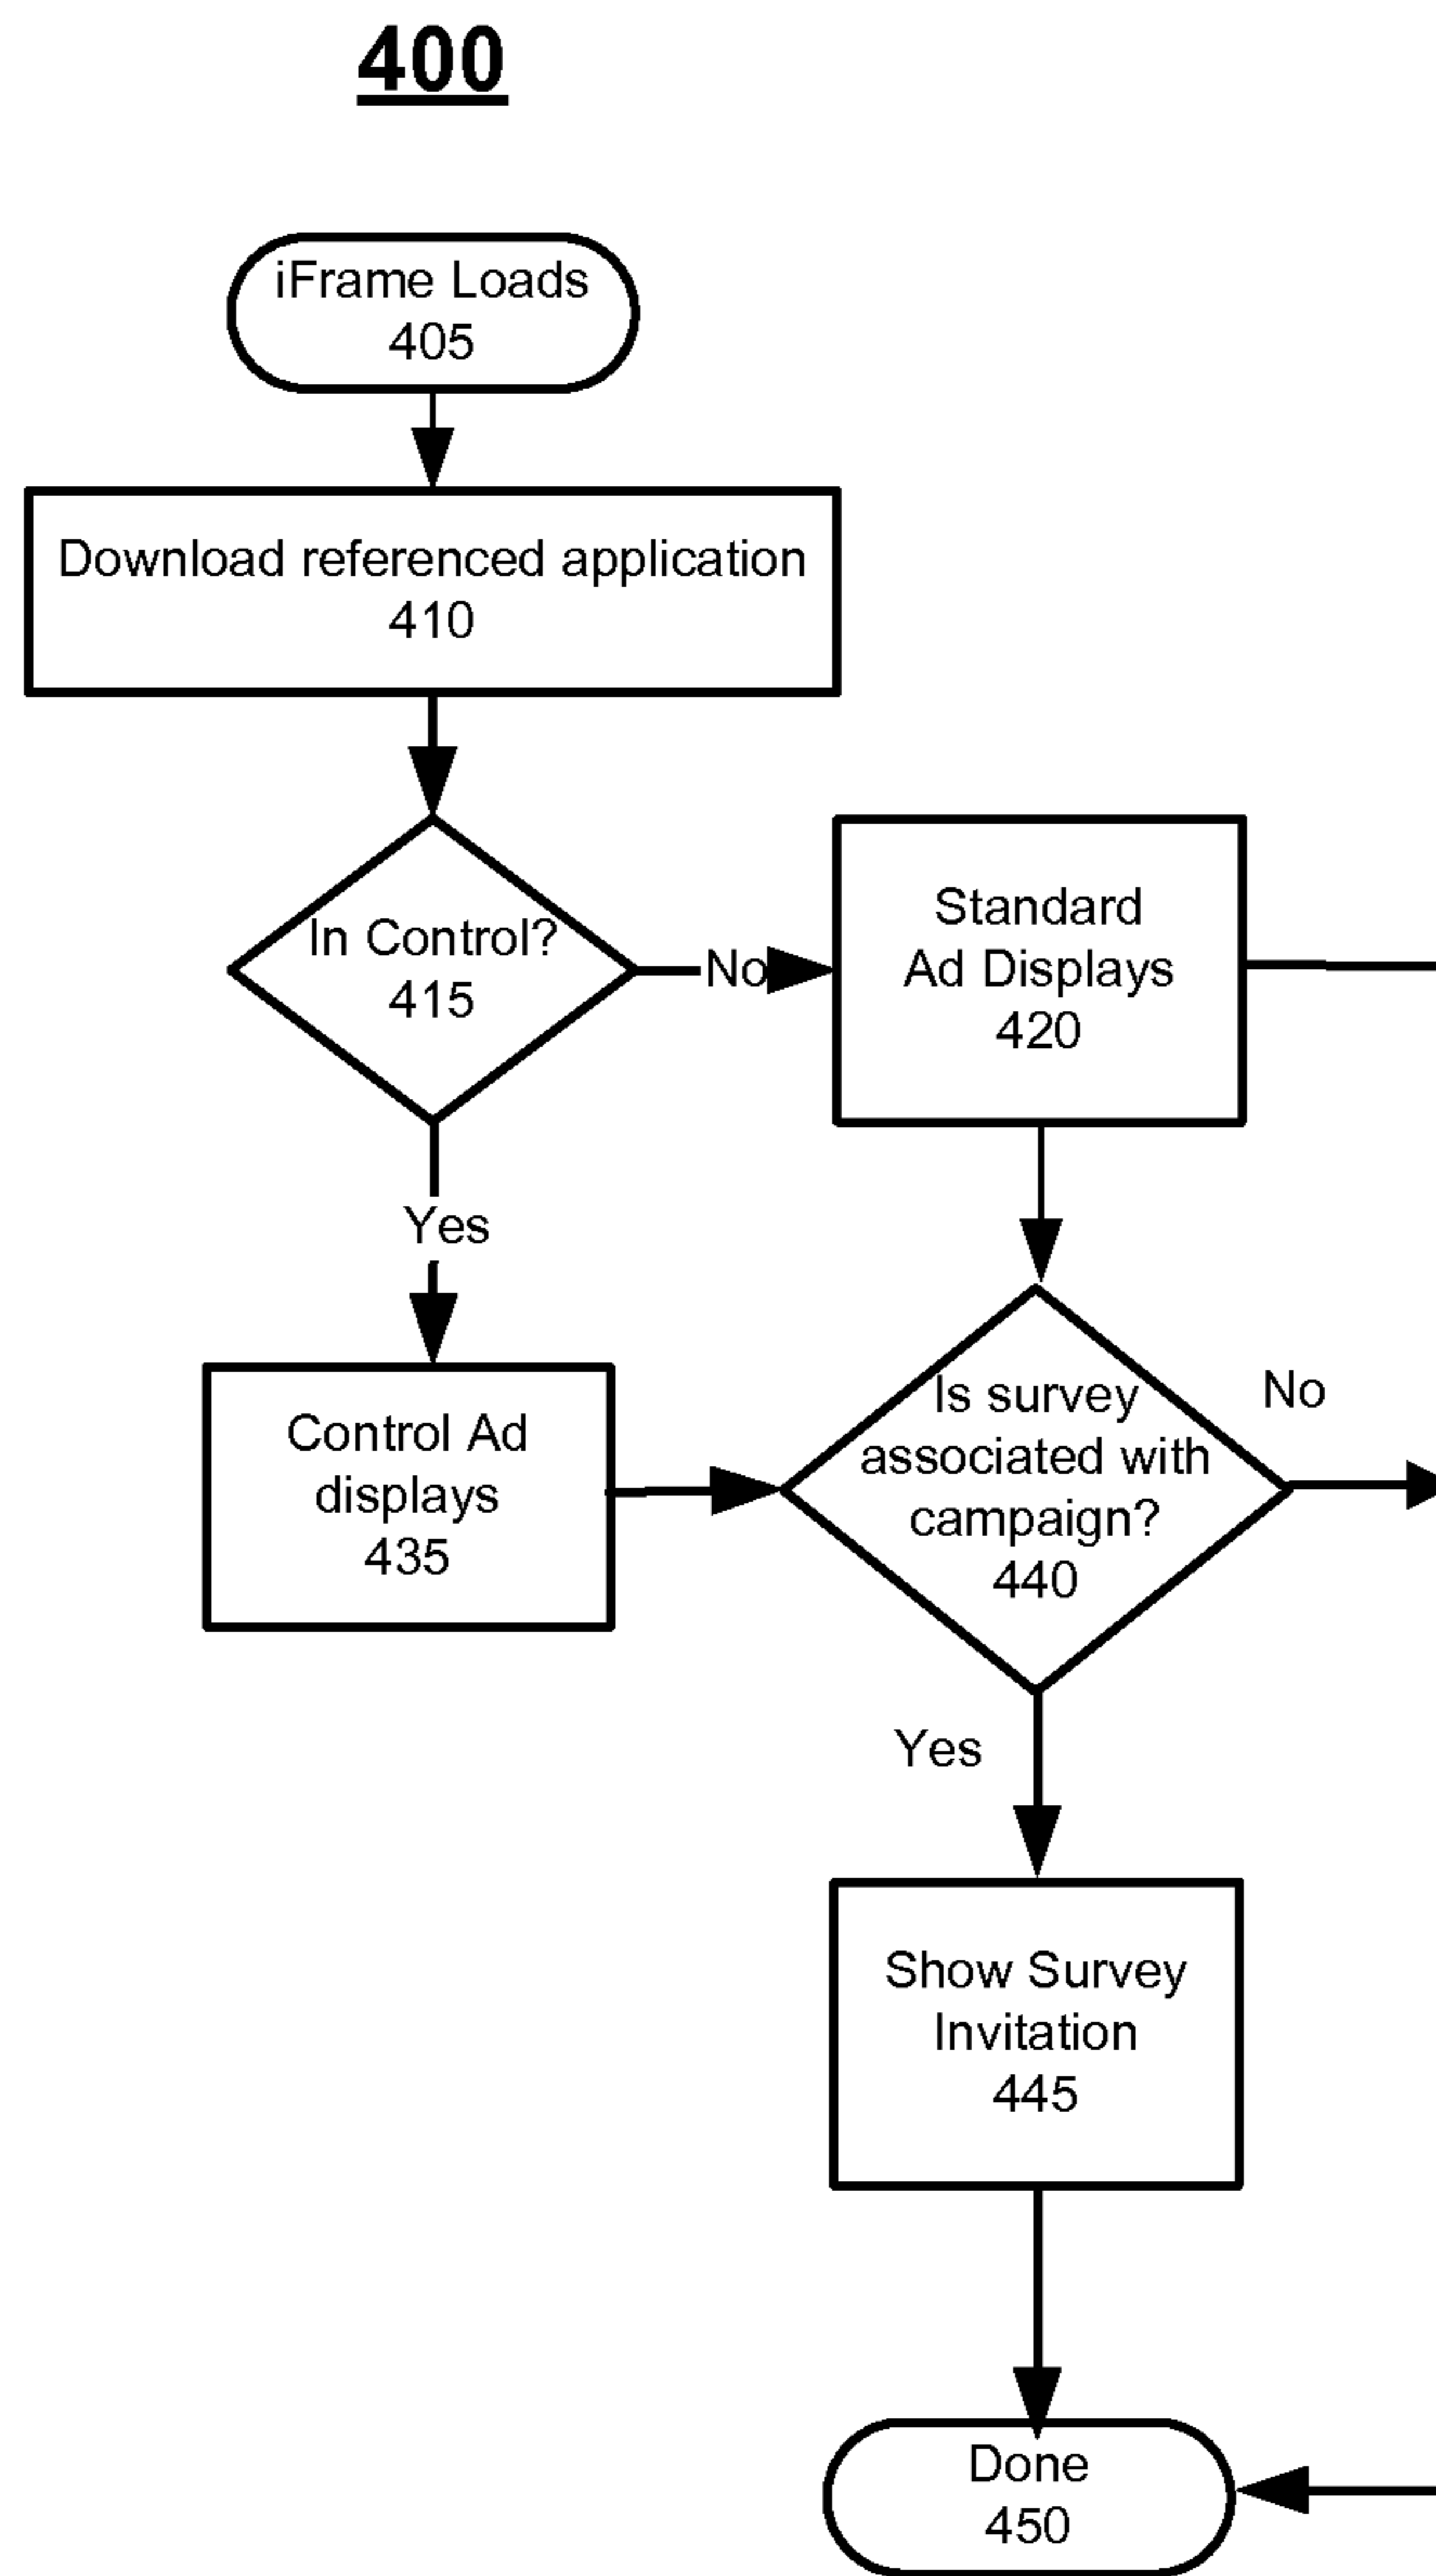 400
iFrame Loads
405
Download referenced application
410
In Control?
415
No
Standard
Ad Displays
420
Yes
Control Ad
displays
435
Is survey
associated with
campaign?
440
No
Yes
Show Survey
Invitation
445
Done
450